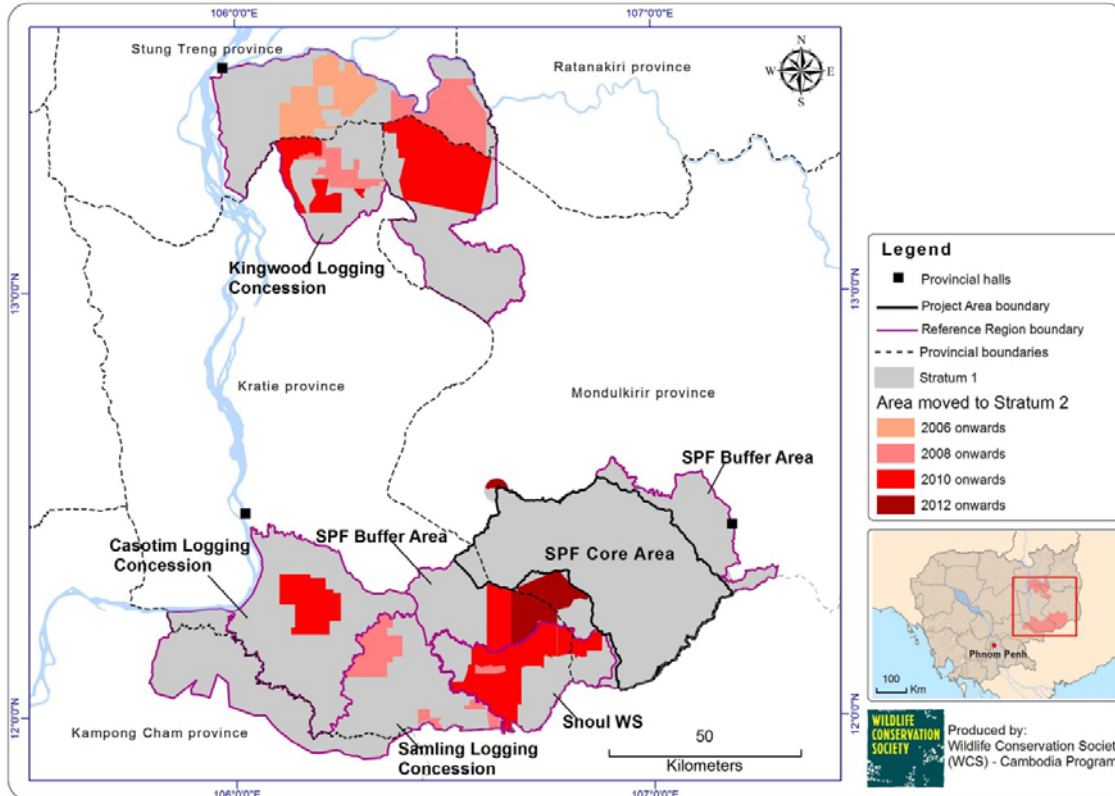 106°0'0"E
107°0'0"E
Stung Treng province
Ratanakiri province
N
W E
S
Kingwood Logging
Concession
13°0'0"N
13°0'0"N
Kratie province
Mondulkirir province
SPF Buffer Area
SPF Buffer Area
SPF Core Area
Casotim Logging
Concession
12°0'0"N
12°0'0"N
Snoul WS
Kampong Cham province
Samling Logging
Concession
50
Kilometers
106°0'0"E
107°0'0"E
Legend
Provincial halls
Project Area boundary
Reference Region boundary
Provincial boundaries
Stratum 1
Area moved to Stratum 2
2006 onwards
2008 onwards
2010 onwards
2012 onwards
Phnom Penh
100
Km
WILDLIFE
CONSERVATION
SOCIETY
Produced by:
Wildlife Conservation Societ
(WCS) - Cambodia Program